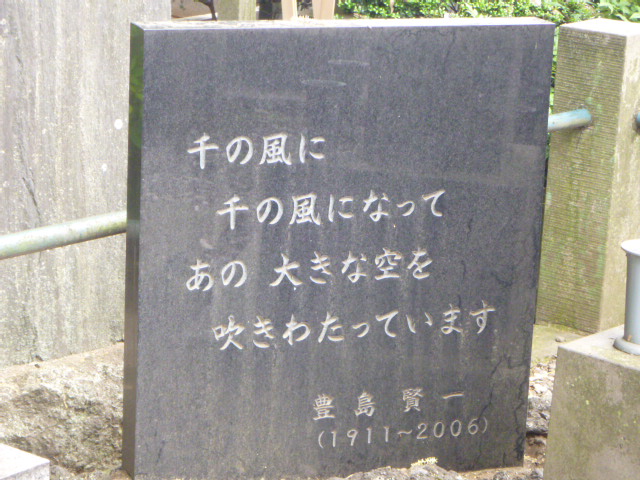 千の風に
千の風になって
あの 大きな空を
吹きわたっています
豊島賢一
(1911~2006)